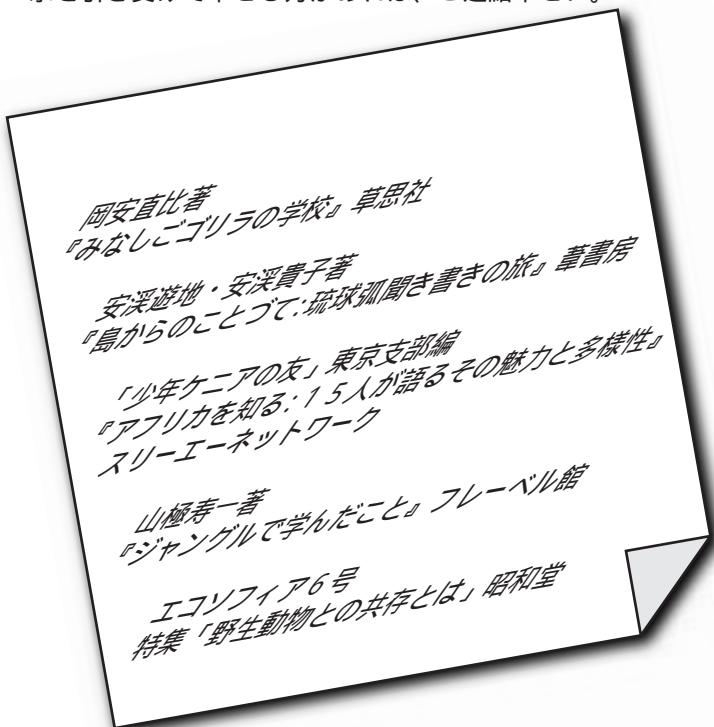 岡安直比著
『みなしごゴリラの学校』草思社
安渓遊地・安渓貴子著
『島からのことづて:琉球弧聞き書きの旅』葦書房
「少年ケニアの友」東京支部編
『アフリカを知る:15人が語るその魅力と多様性』
スリーエーネットワーク
山極寿一著
『ジャングルで学んだこと』フレーベル館
エコソフィア6号
特集「野生動物との共存とは」昭和堂